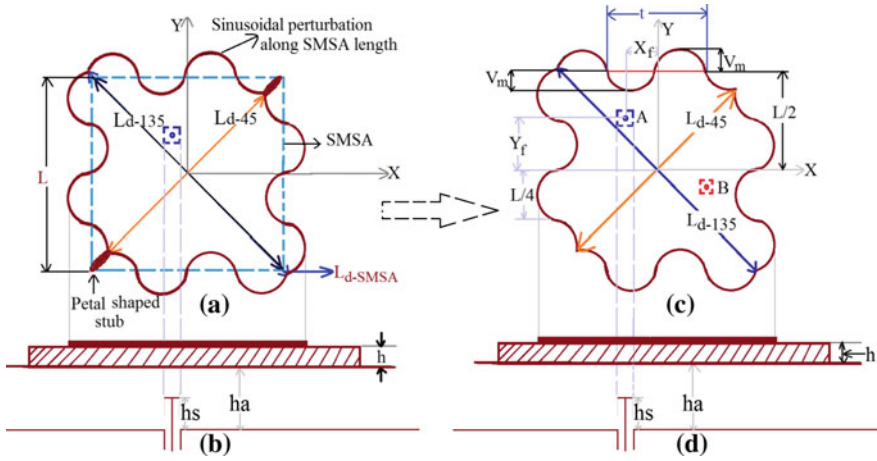 Y
Sinusoidal perturbation
along SMSA length
Ld-135
Ld-45
SMSA
L
X
Ld-SMSA
Petal shaped
stub
(a)
h
hs
ha
(b)
t
Y
Xf
Vm
Vm
A
Ld-45
L/2
Yf
X
B
L/4
Ld-135
(c)
h
hs
ha
(d)